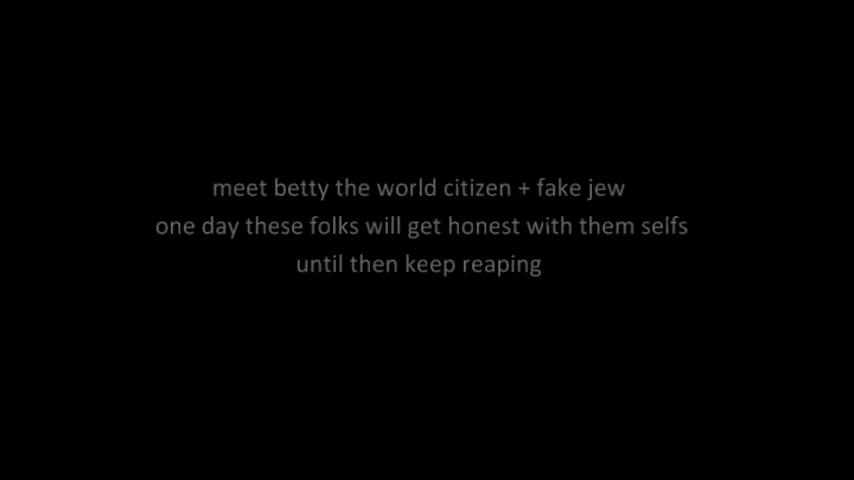 meet betty the world citizen + fake jew
one day these folks will get honest with them selfs
until then keep reaping